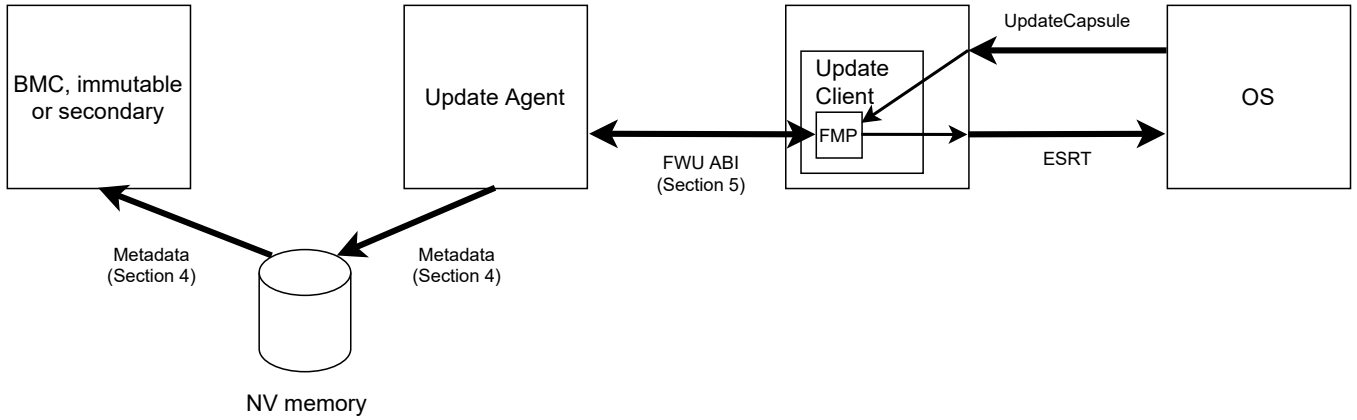 BMC, immutable
or secondary
Update Agent
Update
Client
FMP
UpdateCapsule
OS
FWU ABI
(Section 5)
ESRT
Metadata
(Section 4)
Metadata
(Section 4)
NV memory